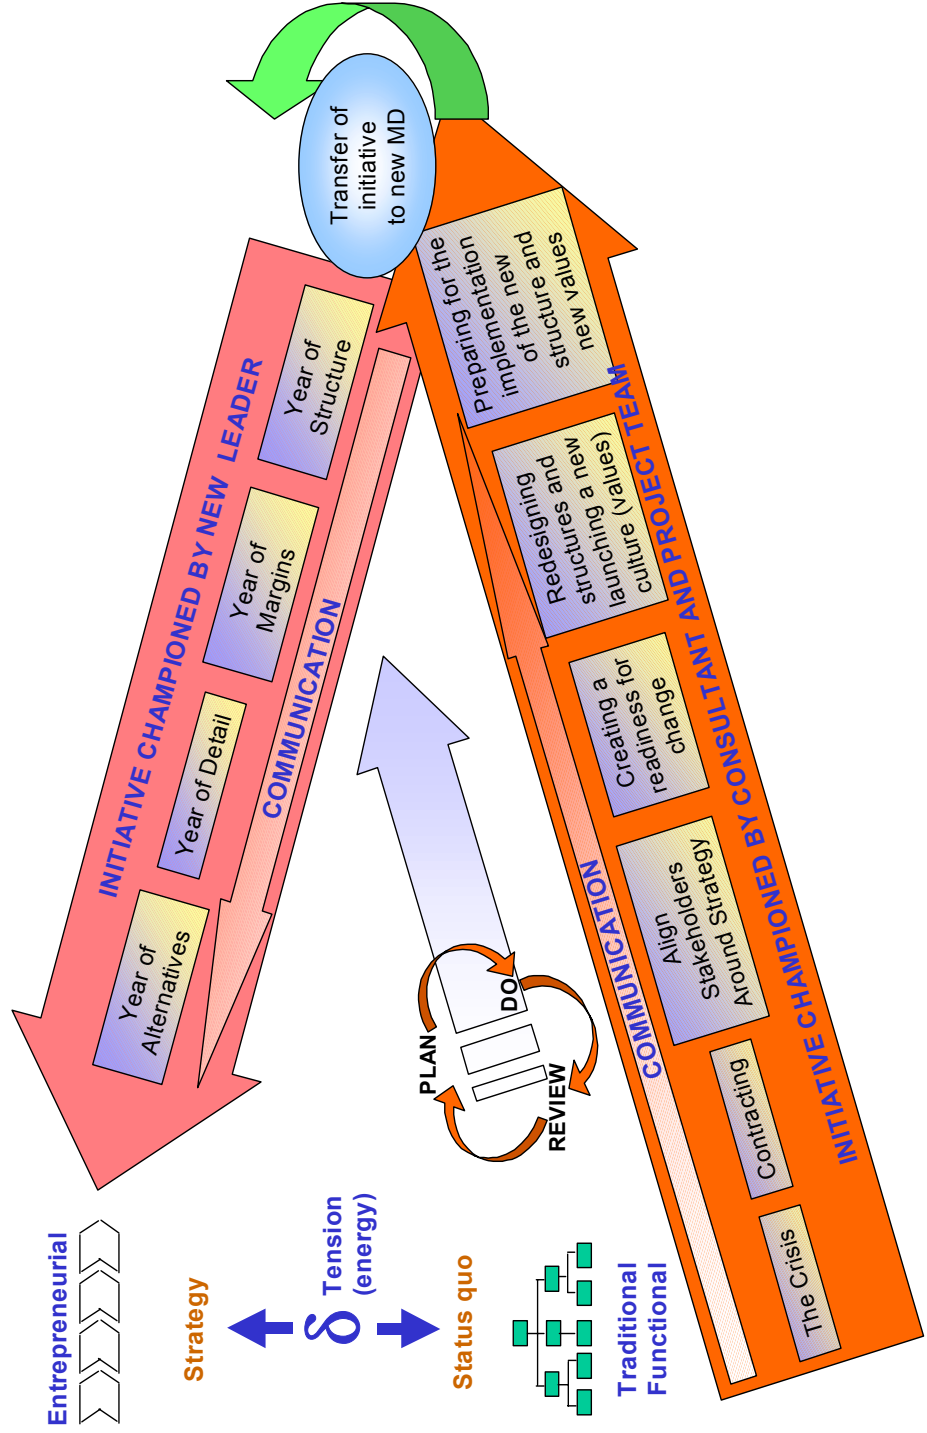 Entrepreneurial
Strategy
δ
Tension
(energy)
Status quo
Traditional
Functional
INITIATIVE CHAMPIONED BY NEW LEADER
Year of
Alternatives
Year of Detail
Year of
Margins
Year of
Structure
COMMUNICATION
Transfer of
initiative
to new MD
PLAN
DO
REVIEW
COMMUNICATION
The Crisis
Contracting
Align
Stakeholders
Around Strategy
Creating a
readiness for
change
Redesigning
structures and
launching a new
culture (values)
Preparing for the
implementation
of the new
structure and
new values
INITIATIVE CHAMPIONED BY CONSULTANT AND PROJECT TEAM